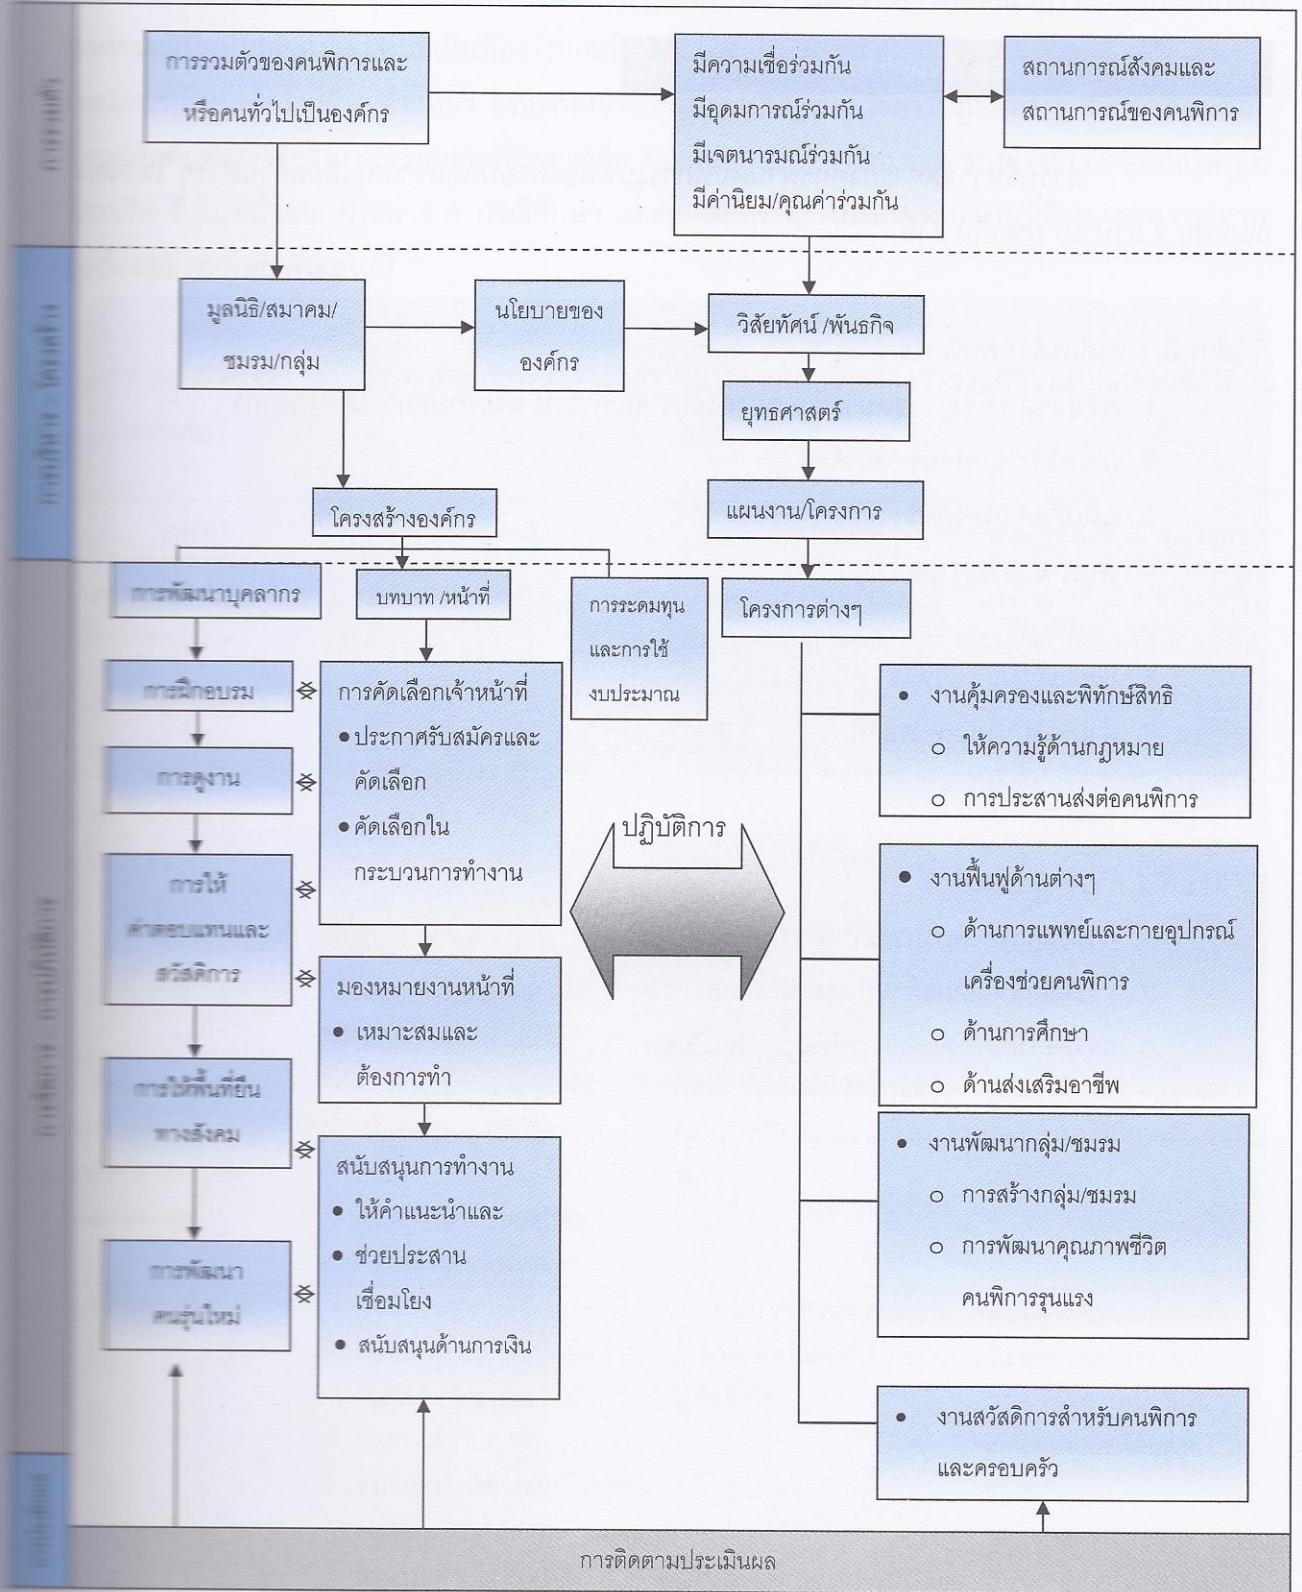 การรวมตัวของคนพิการและ
หรือคนทั่วไปเป็นองค์กร
มีความเชื่อร่วมกัน
มีอุดมการณ์ร่วมกัน
มีเจตนารมณ์ร่วมกัน
มีค่านิยม/คุณค่าร่วมกัน
สถานการณ์สังคมและ
สถานการณ์ของคนพิการ
มูลนิธิ/สมาคม/
ชมรม/กลุ่ม
นโยบายของ
องค์กร
วิสัยทัศน์ /พันธกิจ
ยุทธศาสตร์
แผนงาน/โครงการ
โครงสร้างองค์กร
การพัฒนาบุคลากร
บทบาท /หน้าที่
การระดมทุน
และการใช้
งบประมาณ
โครงการต่างๆ
การฝึกอบรม
การดูงาน
การให้
ค่าตอบแทนและ
สวัสดิการ
การให้พื้นที่ยืน
ทางสังคม
การพัฒนา
คนรุ่นใหม่
การคัดเลือกเจ้าหน้าที่
• ประกาศรับสมัครและ
คัดเลือก
• คัดเลือกใน
กระบวนการทำงาน
มองหมายงานหน้าที่
• เหมาะสมและ
ต้องการทำ
สนับสนุนการทำงาน
• ให้คำแนะนำและ
• ช่วยประสาน
เชื่อมโยง
• สนับสนุนด้านการเงิน
ปฏิบัติการ
• งานคุ้มครองและพิทักษ์สิทธิ
o ให้ความรู้ด้านกฎหมาย
o การประสานส่งต่อคนพิการ
• งานฟื้นฟูด้านต่างๆ
o ด้านการแพทย์และกายอุปกรณ์
เครื่องช่วยคนพิการ
o ด้านการศึกษา
o ด้านส่งเสริมอาชีพ
• งานพัฒนากลุ่ม/ชมรม
o การสร้างกลุ่ม/ชมรม
o การพัฒนาคุณภาพชีวิต
คนพิการรุนแรง
• งานสวัสดิการสำหรับคนพิการ
และครอบครัว
การติดตามประเมินผล